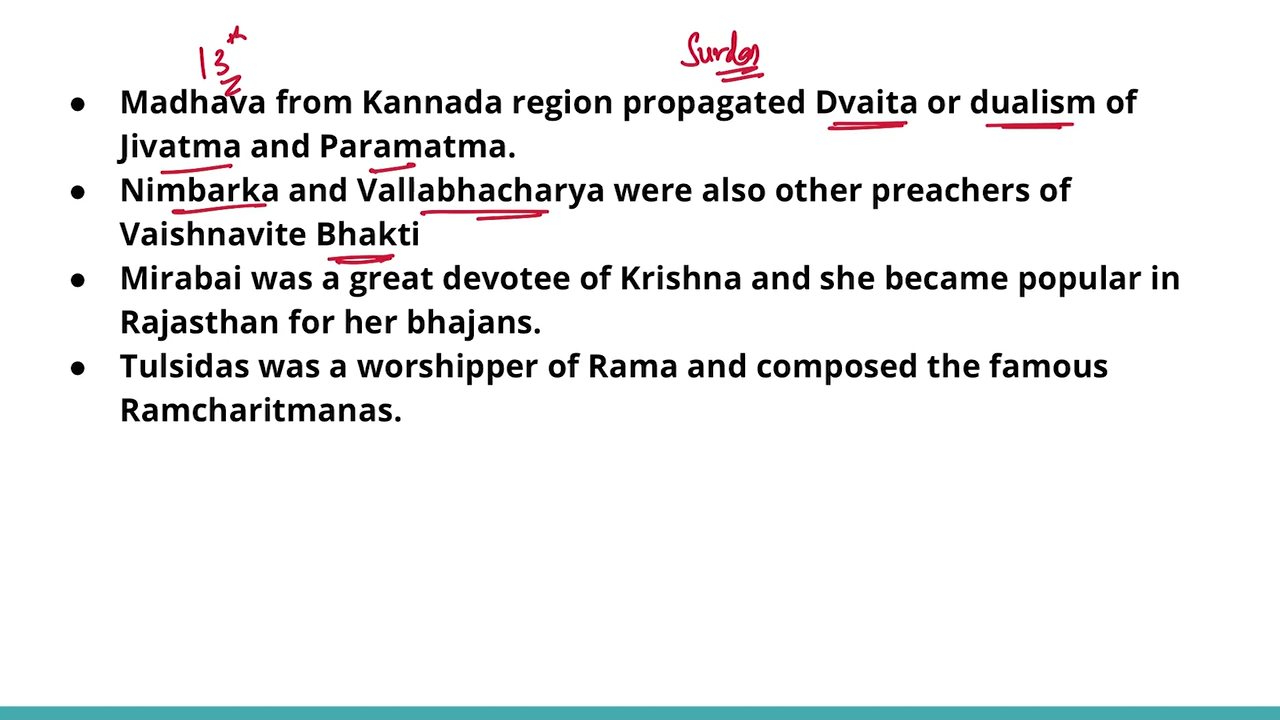 13th
Surdas
● Madhava from Kannada region propagated Dvaita or dualism of
Jivatma and Paramatma.
● Nimbarka and Vallabhacharya were also other preachers of
Vaishnavite Bhakti
● Mirabai was a great devotee of Krishna and she became popular in
Rajasthan for her bhajans.
● Tulsidas was a worshipper of Rama and composed the famous
Ramcharitmanas.